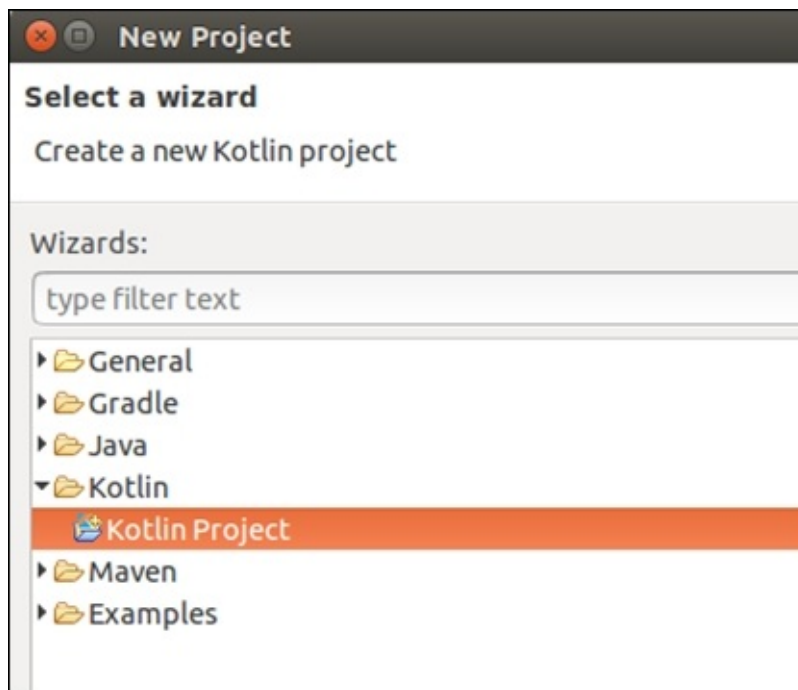 New Project
Select a wizard
Create a new Kotlin project
Wizards:
type filter text
General
Gradle
Java
Kotlin
Kotlin Project
Maven
Examples